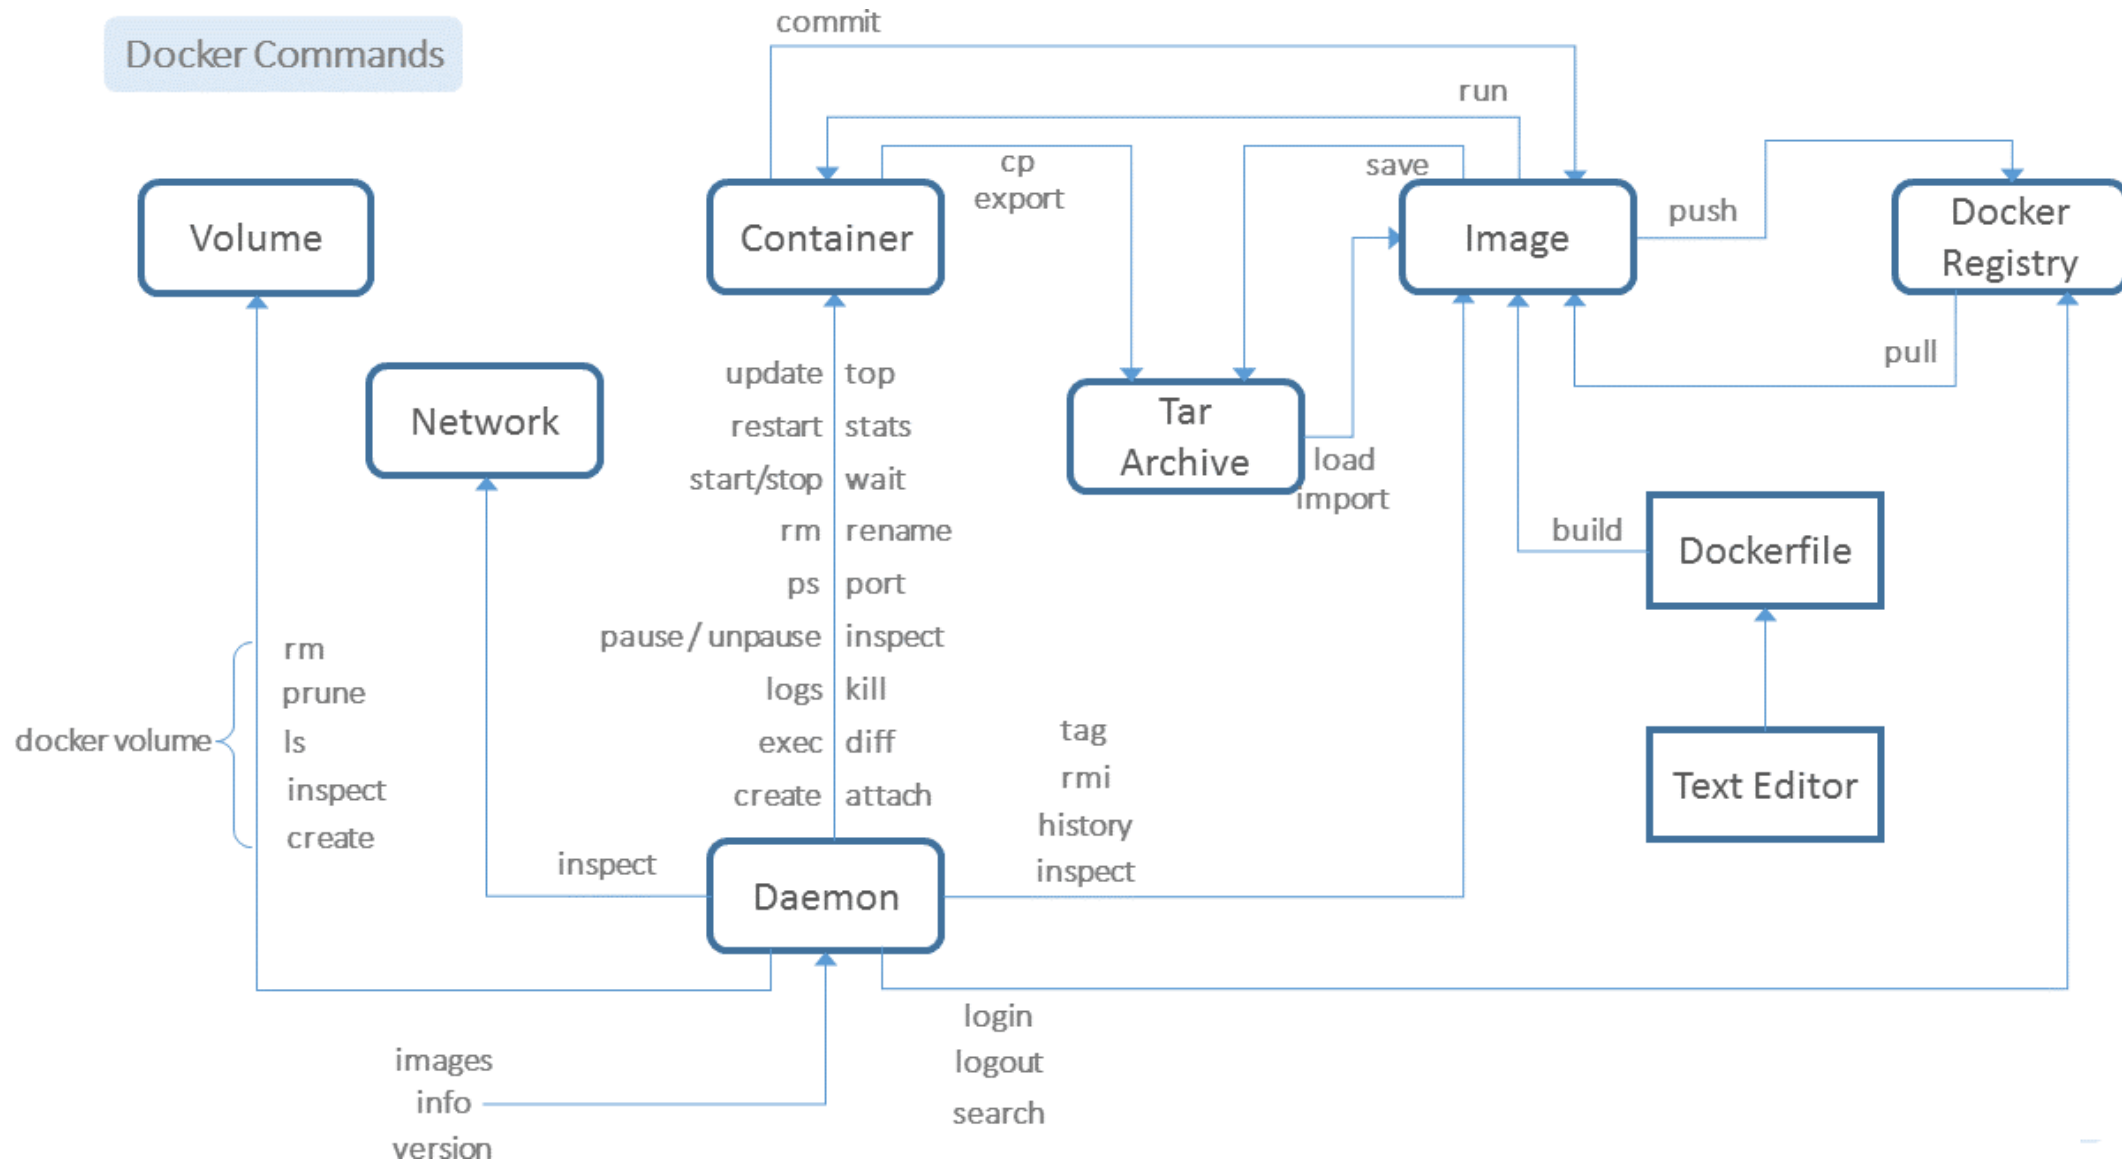 Docker Commands
commit
run
cp
export
save
push
Volume
Container
Image
Docker
Registry
pull
Network
Tar
Archive
load
import
update top
restart stats
start/stop wait
rm rename
ps port
pause / unpause inspect
logs kill
exec diff
create attach
build
Dockerfile
Text Editor
docker volume
rm
prune
ls
inspect
create
tag
rmi
history
inspect
inspect
Daemon
login
logout
search
images
info
version